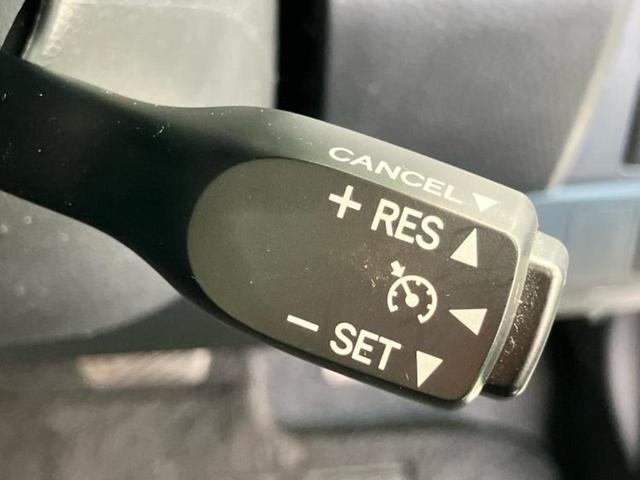 CANCEL ▼
+ RES ▲
− SET ▼